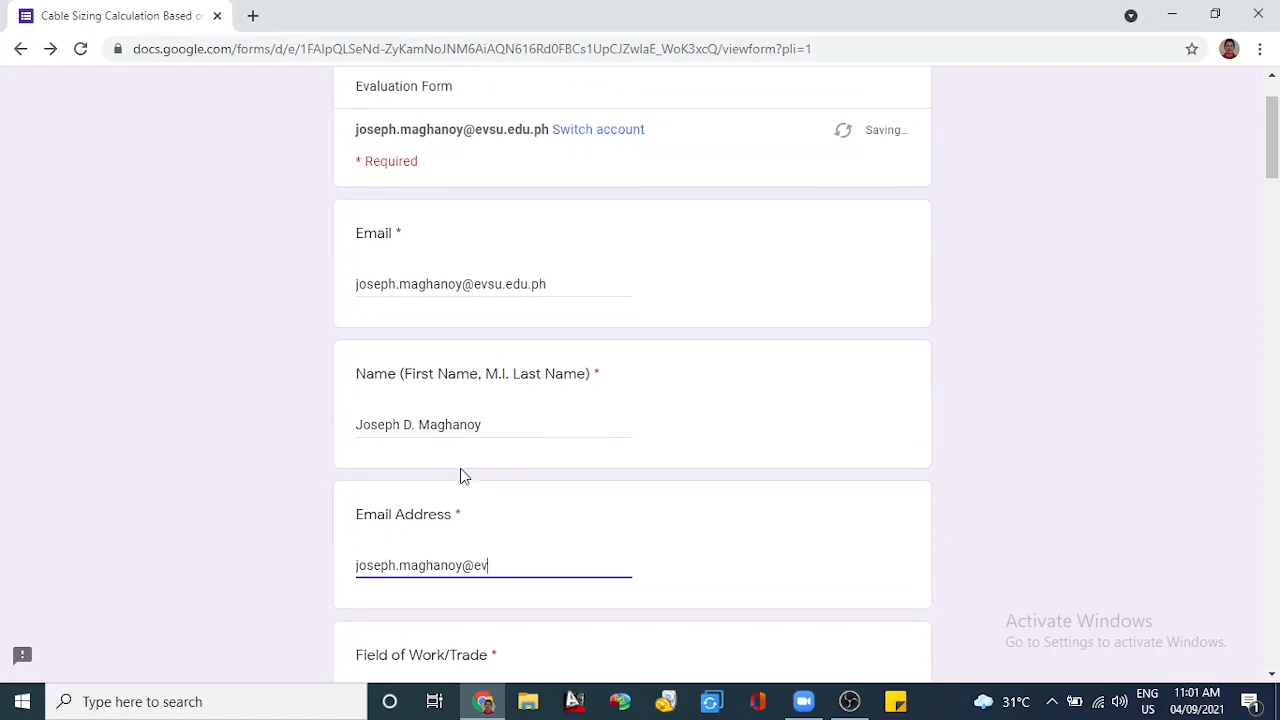 Cable Sizing Calculation Based o
docs.google.com/forms/d/e/1FAIpQLSeNd-ZyKamNoJNM6AiAQN616Rd0FBCs1UpCJZwlaE_WoK3xcQ/viewform?pli=1
Evaluation Form
joseph.maghanoy@evsu.edu.ph Switch account
Saving...
* Required
Email *
joseph.maghanoy@evsu.edu.ph
Name (First Name, M.I. Last Name) *
Joseph D. Maghanoy
Email Address *
joseph.maghanoy@ev
Field of Work/Trade *
Activate Windows
Go to Settings to activate Windows.
Type here to search
31°C
ENG
US
11:01 AM
04/09/2021
1